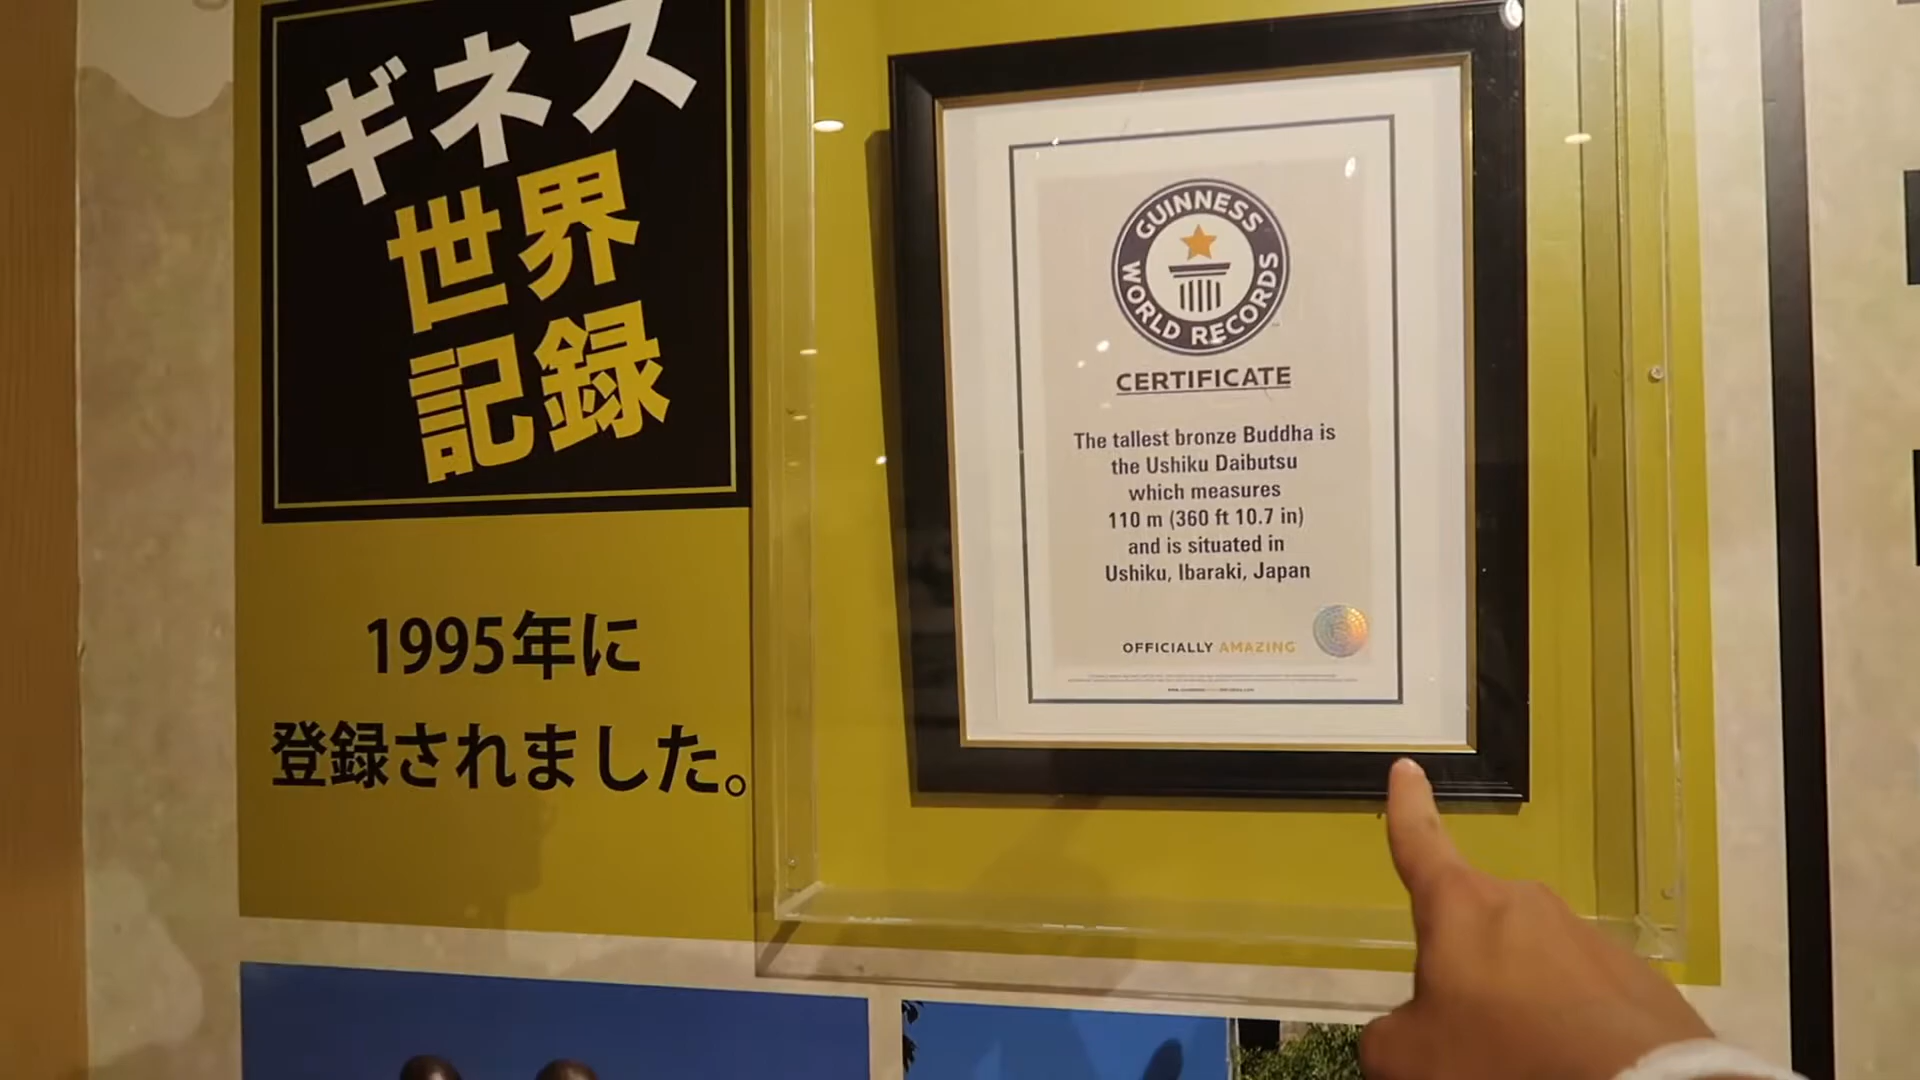 ギネス
世界
記録
1995年に
登録されました。
GUINNESS
WORLD RECORDS
CERTIFICATE
The tallest bronze Buddha is
the Ushiku Daibutsu
which measures
110 m (360 ft 10.7 in)
and is situated in
Ushiku, Ibaraki, Japan
OFFICIALLY AMAZING